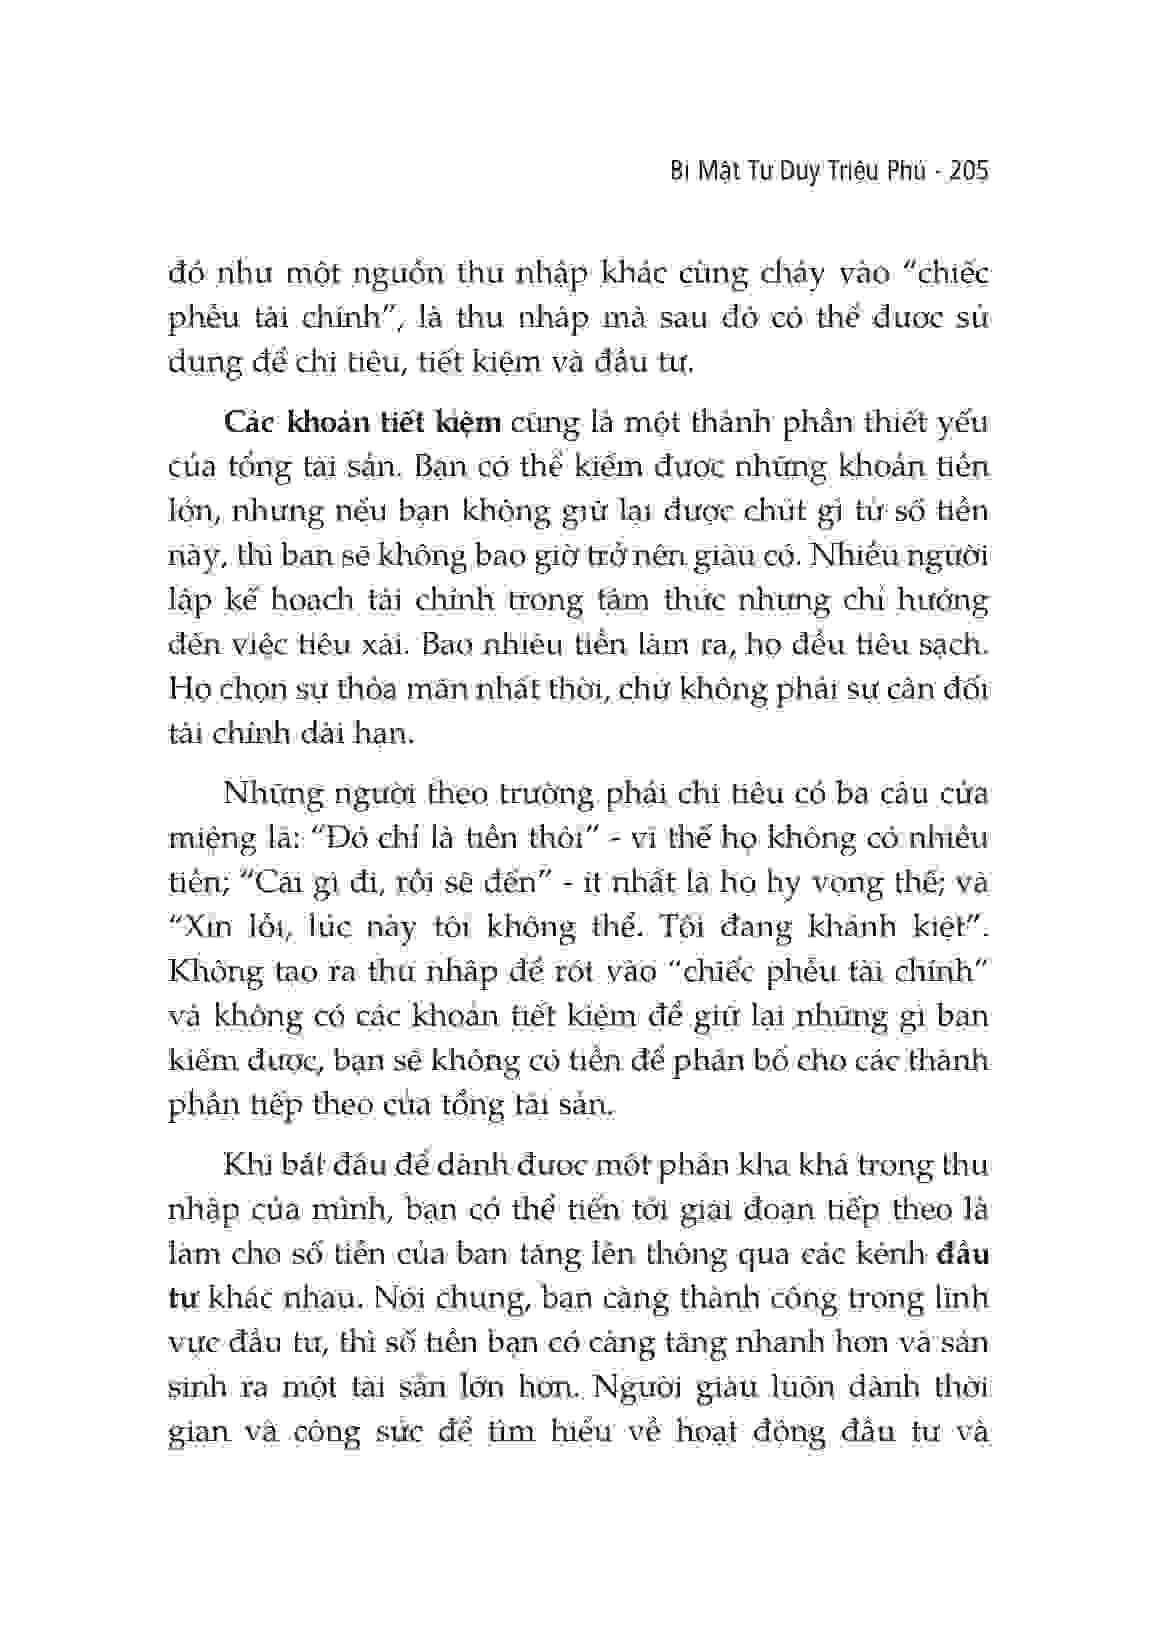 Bí Mật Tư Duy Triệu Phú - 205
đó như một nguồn thu nhập khác cùng chảy vào “chiếc
phễu tài chính”, là thu nhập mà sau đó có thể được sử
dụng để chi tiêu, tiết kiệm và đầu tư.
Các khoản tiết kiệm cũng là một thành phần thiết yếu
của tổng tài sản. Bạn có thể kiếm được những khoản tiền
lớn, nhưng nếu bạn không giữ lại được chút gì từ số tiền
này, thì bạn sẽ không bao giờ trở nên giàu có. Nhiều người
lập kế hoạch tài chính trong tâm thức nhưng chỉ hướng
đến việc tiêu xài. Bao nhiêu tiền làm ra, họ đều tiêu sạch.
Họ chọn sự thỏa mãn nhất thời, chứ không phải sự cân đối
tài chính dài hạn.
Những người theo trường phái chi tiêu có ba câu cửa
miệng là: “Đó chỉ là tiền thôi” - vì thế họ không có nhiều
tiền; “Cái gì đi, rồi sẽ đến” - ít nhất là họ hy vọng thế; và
“Xin lỗi, lúc này tôi không thể. Tôi đang khánh kiệt”.
Không tạo ra thu nhập để rót vào “chiếc phễu tài chính”
và không có các khoản tiết kiệm để giữ lại những gì bạn
kiếm được, bạn sẽ không có tiền để phân bổ cho các thành
phần tiếp theo của tổng tài sản.
Khi bắt đầu để dành được một phần kha khá trong thu
nhập của mình, bạn có thể tiến tới giai đoạn tiếp theo là
làm cho số tiền của bạn tăng lên thông qua các kênh đầu
tư khác nhau. Nói chung, bạn càng thành công trong lĩnh
vực đầu tư, thì số tiền bạn có càng tăng nhanh hơn và sản
sinh ra một tài sản lớn hơn. Người giàu luôn dành thời
gian và công sức để tìm hiểu về hoạt động đầu tư và